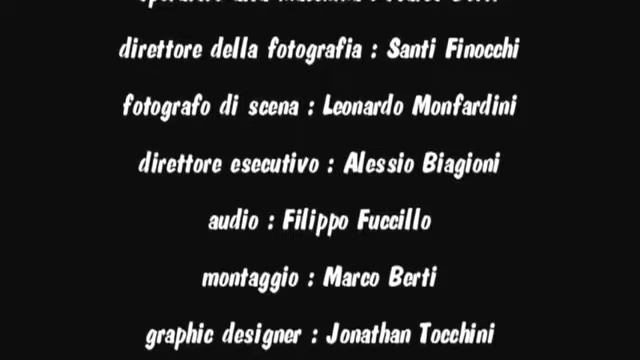 direttore della fotografia : Santi Finocchi
fotografo di scena : Leonardo Monfardini
direttore esecutivo : Alessio Biagioni
audio : Filippo Fuccillo
montaggio : Marco Berti
graphic designer : Jonathan Tocchini